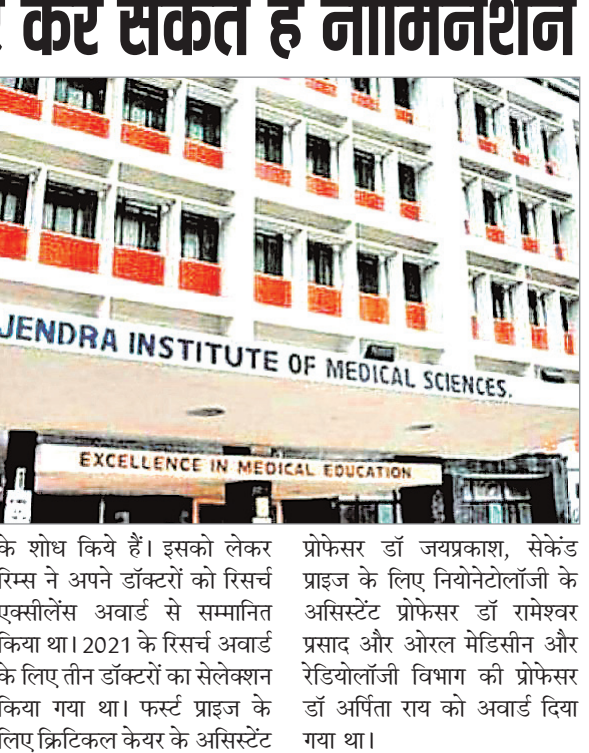 कर सकते हैं नॉमिनेशन
JENDRA INSTITUTE OF MEDICAL SCIENCES.
EXCELLENCE IN MEDICAL EDUCATION
के शोध किये हैं। इसको लेकर
रिम्स ने अपने डॉक्टरों को रिसर्च
एक्सीलेंस अवार्ड से सम्मानित
किया था। 2021 के रिसर्च अवार्ड
के लिए तीन डॉक्टरों का सेलेक्शन
किया गया था। फर्स्ट प्राइज के
लिए क्रिटिकल केयर के असिस्टेंट
प्रोफेसर डॉ जयप्रकाश, सेकेंड
प्राइज के लिए नियोनेटोलॉजी के
असिस्टेंट प्रोफेसर डॉ रामेश्वर
प्रसाद और ओरल मेडिसीन और
रेडियोलॉजी विभाग की प्रोफेसर
डॉ अर्पिता राय को अवार्ड दिया
गया था।